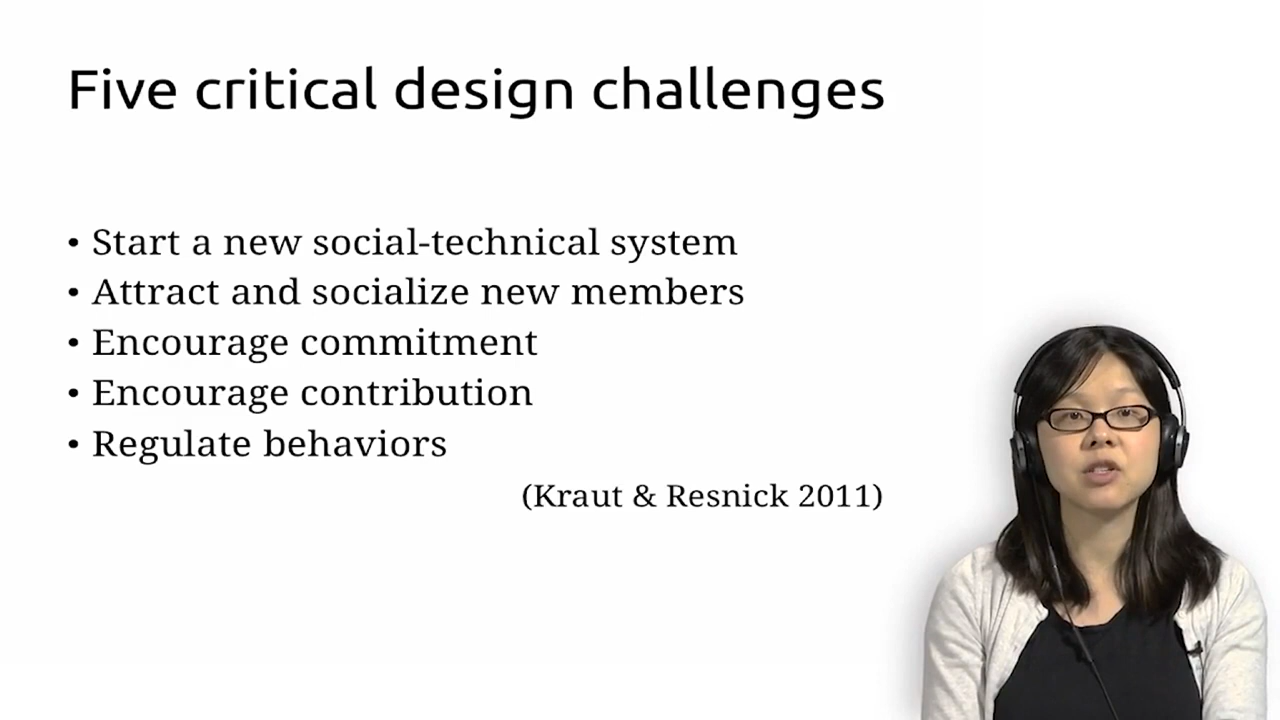 Five critical design challenges
• Start a new social-technical system
• Attract and socialize new members
• Encourage commitment
• Encourage contribution
• Regulate behaviors
(Kraut & Resnick 2011)